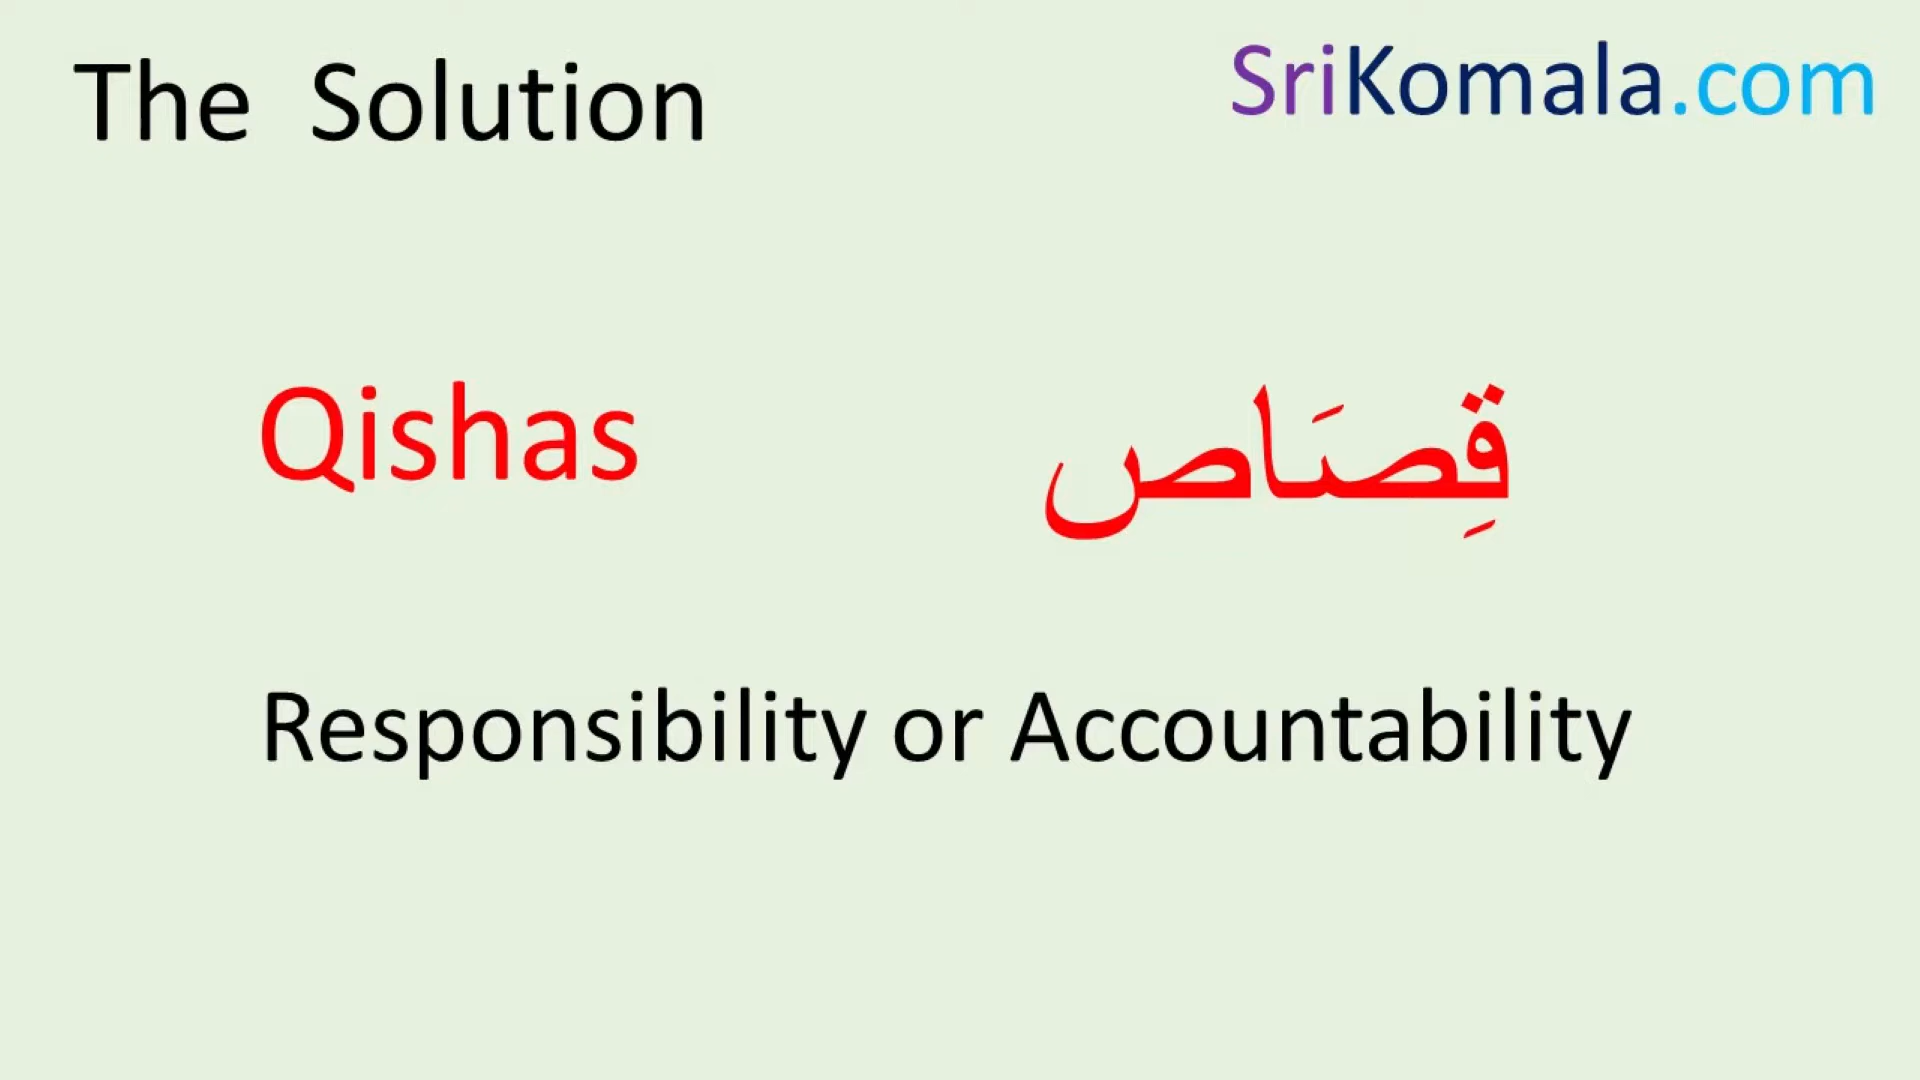 The Solution
SriKomala.com
Qishas
قِصَاص
Responsibility or Accountability